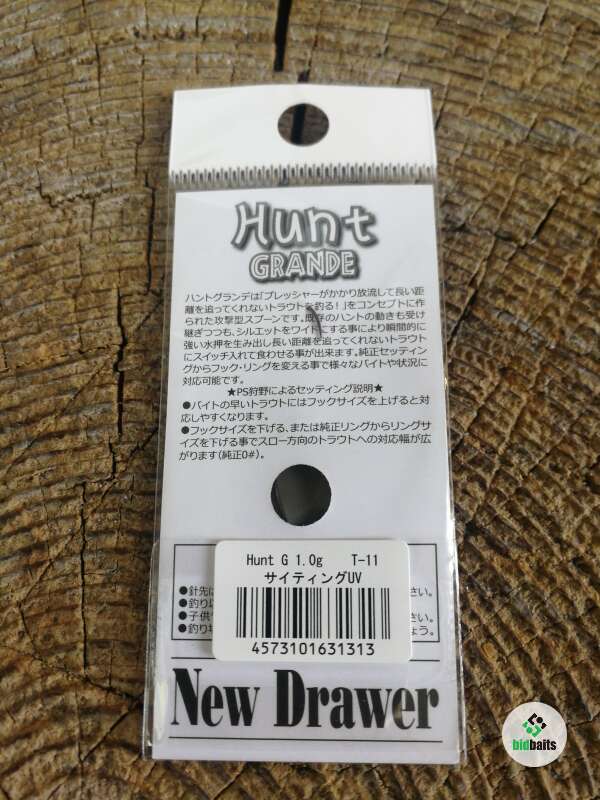 Hunt
GRANDE
ハントグランデは「プレッシャーがかかり放流して長い距
離を追ってくれないトラウトを釣る！」をコンセプトに作
られた攻撃型スプーンです。既存のハントの動きも受け
継ぎつつも、シルエットをワイドにする事により瞬間的に
強い水押を生み出し長い距離を追ってくれないトラウト
にスイッチ入れて食わせる事が出来ます。純正セッティン
グからフック・リングを変える事で様々なバイトや状況に
対応可能です。
★PS狩野によるセッティング説明★
●バイトの早いトラウトにはフックサイズを上げると対
応しやすくなります。
●フックサイズを下げる、または純正リングからリングサ
イズを下げる事でスロー方向のトラウトへの対応幅が広
がります(純正0#)。
Hunt G 1.0g T-11
サイティングUV
4573101631313
●針先 さい。
●釣り
●子供 さい。
●釣り ょう。
New Drawer
bidbaits